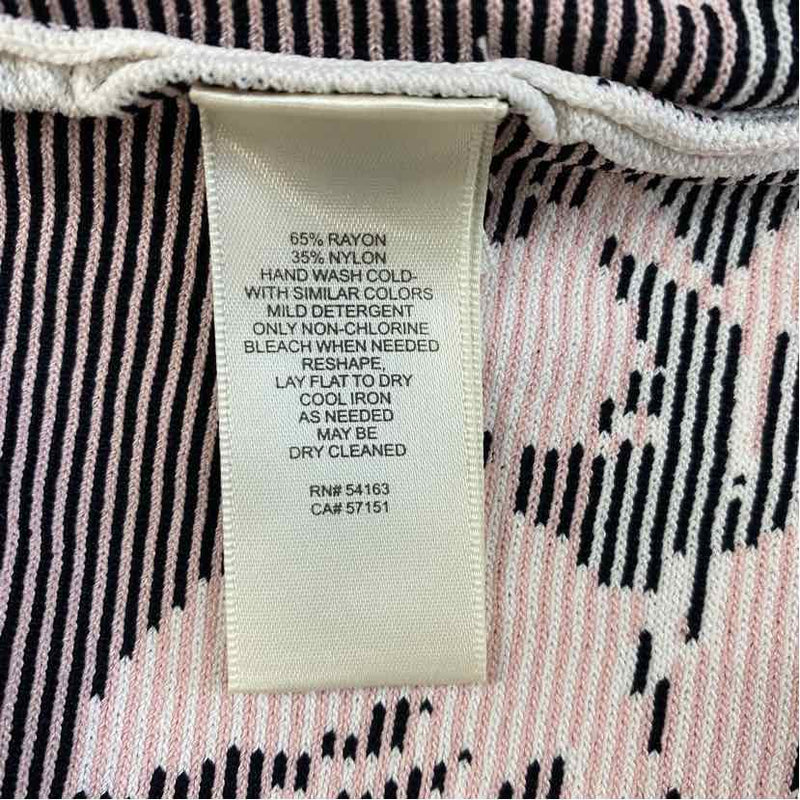 65% RAYON
35% NYLON
HAND WASH COLD-
WITH SIMILAR COLORS
MILD DETERGENT
ONLY NON-CHLORINE
BLEACH WHEN NEEDED
RESHAPE,
LAY FLAT TO DRY
COOL IRON
AS NEEDED
MAY BE
DRY CLEANED
RN# 54163
CA# 57151